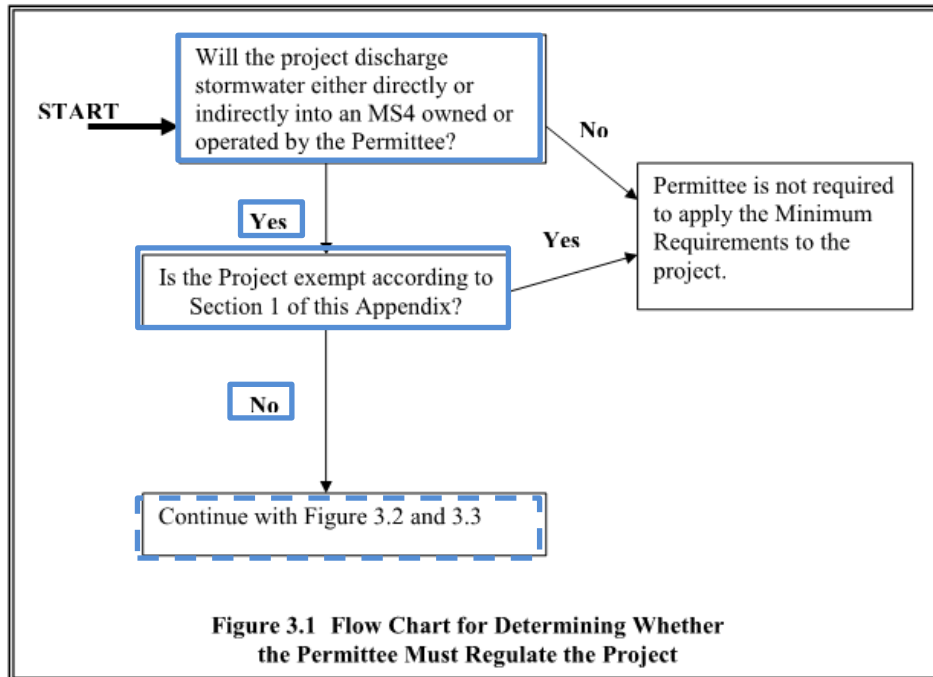 START
Will the project discharge
stormwater either directly or
indirectly into an MS4 owned or
operated by the Permittee?
No
Yes
Permittee is not required
to apply the Minimum
Requirements to the
project.
Yes
Is the Project exempt according to
Section 1 of this Appendix?
No
Continue with Figure 3.2 and 3.3
Figure 3.1 Flow Chart for Determining Whether
the Permittee Must Regulate the Project